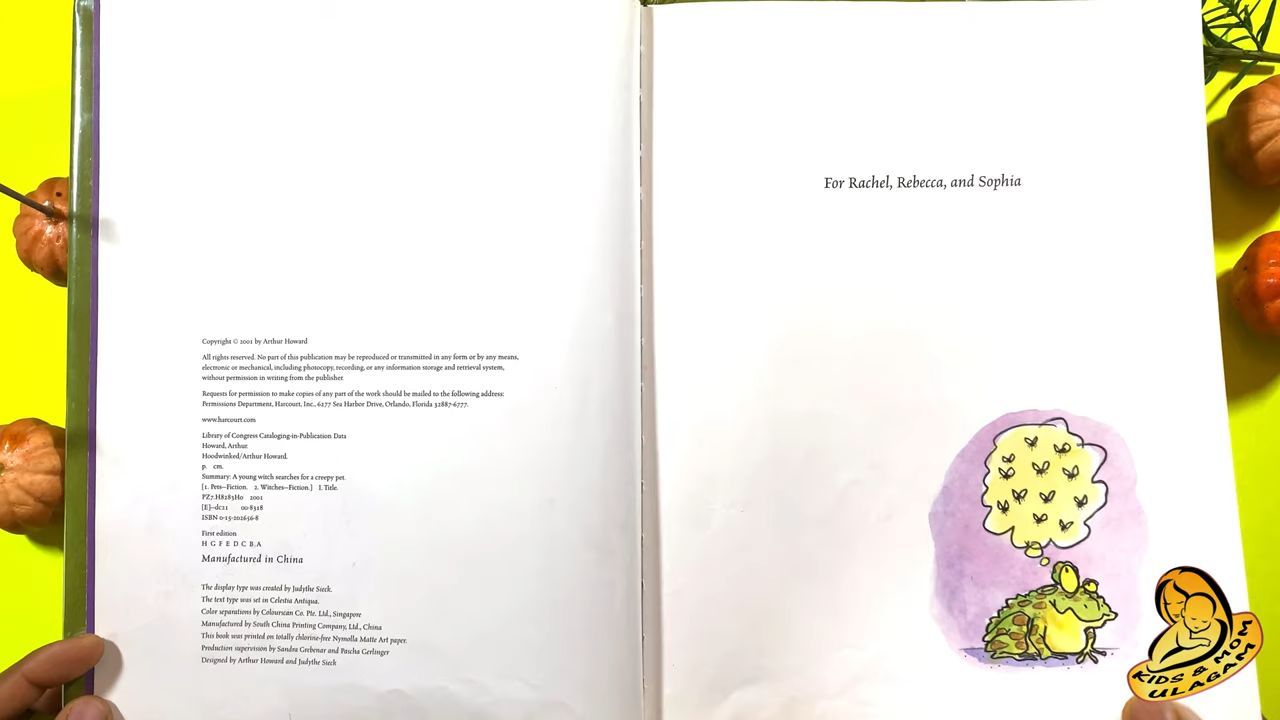 Copyright © 2001 by Arthur Howard
All rights reserved. No part of this publication may be reproduced or transmitted in any form or by any means,
electronic or mechanical, including photocopy, recording, or any information storage and retrieval system,
without permission in writing from the publisher.
Requests for permission to make copies of any part of the work should be mailed to the following address:
Permissions Department, Harcourt, Inc., 6277 Sea Harbor Drive, Orlando, Florida 32887-6777.
www.harcourt.com
Library of Congress Cataloging-in-Publication Data
Howard, Arthur.
Hoodwinked/Arthur Howard.
p. cm.
Summary: A young witch searches for a creepy pet.
[1. Pets—Fiction. 2. Witches—Fiction.] I. Title.
PZ7.H8283Ho 2001
[E]—dc21 00-8318
ISBN 0-15-202656-8
First edition
H G F E D C B A
Manufactured in China
The display type was created by Judythe Sieck.
The text type was set in Celestia Antiqua.
Color separations by Colourscan Co. Pte. Ltd., Singapore
Manufactured by South China Printing Company, Ltd., China
This book was printed on totally chlorine-free Nymolla Matte Art paper.
Production supervision by Sandra Grebenar and Pascha Gerlinger
Designed by Arthur Howard and Judythe Sieck
For Rachel, Rebecca, and Sophia
KIDS & MOM
ULAGAM